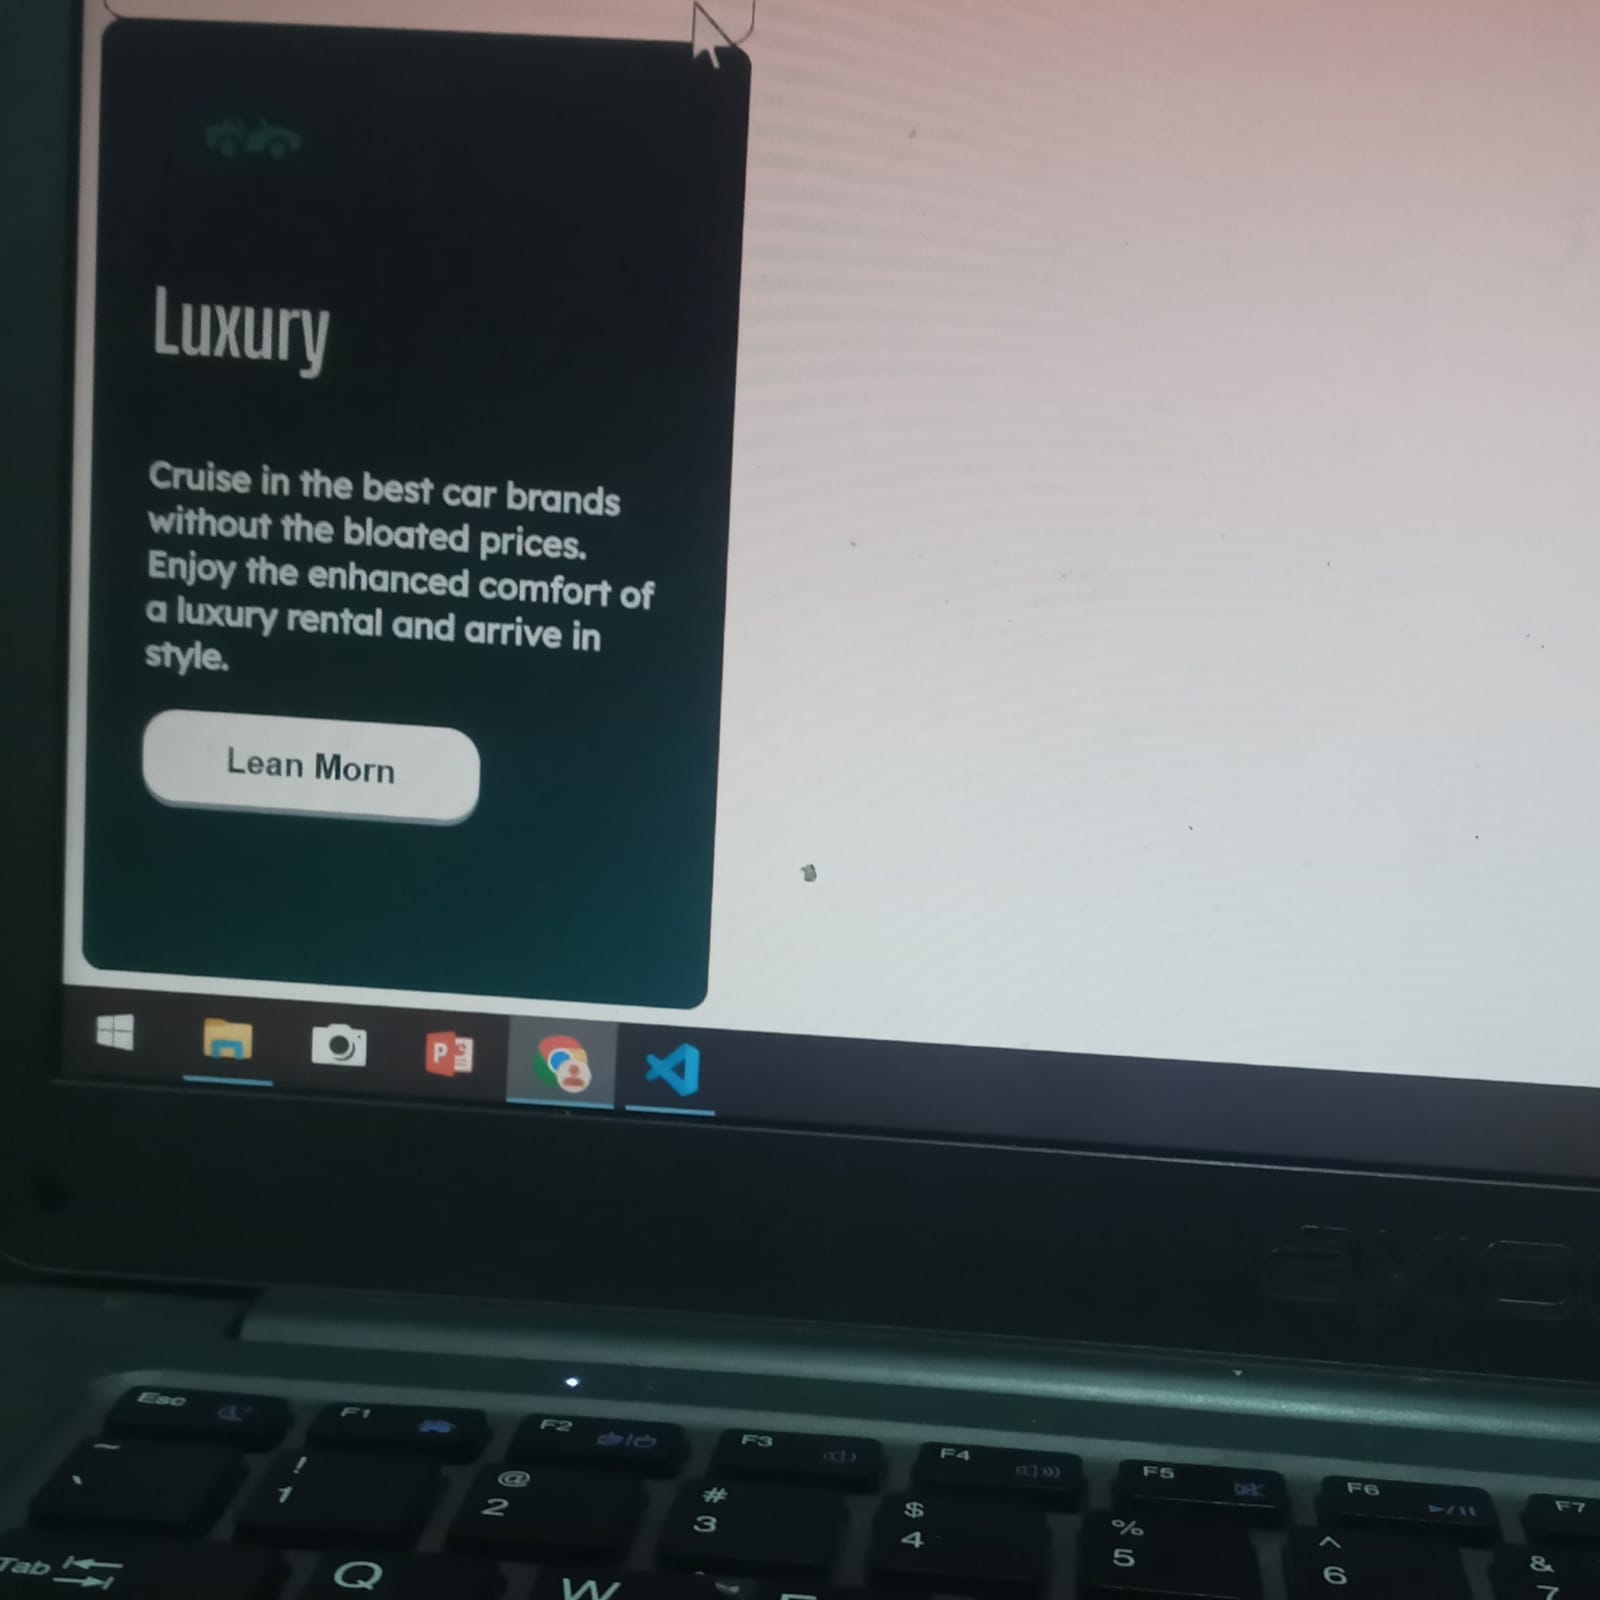 Luxury
Cruise in the best car brands
without the bloated prices.
Enjoy the enhanced comfort of
a luxury rental and arrive in
style.
Lean Morn
P
Esc
F1
F2
F3
F4
F5
F6
F7
~
`
!
1
@
2
#
3
$
4
%
5
^
6
&
7
Tab
Q
W